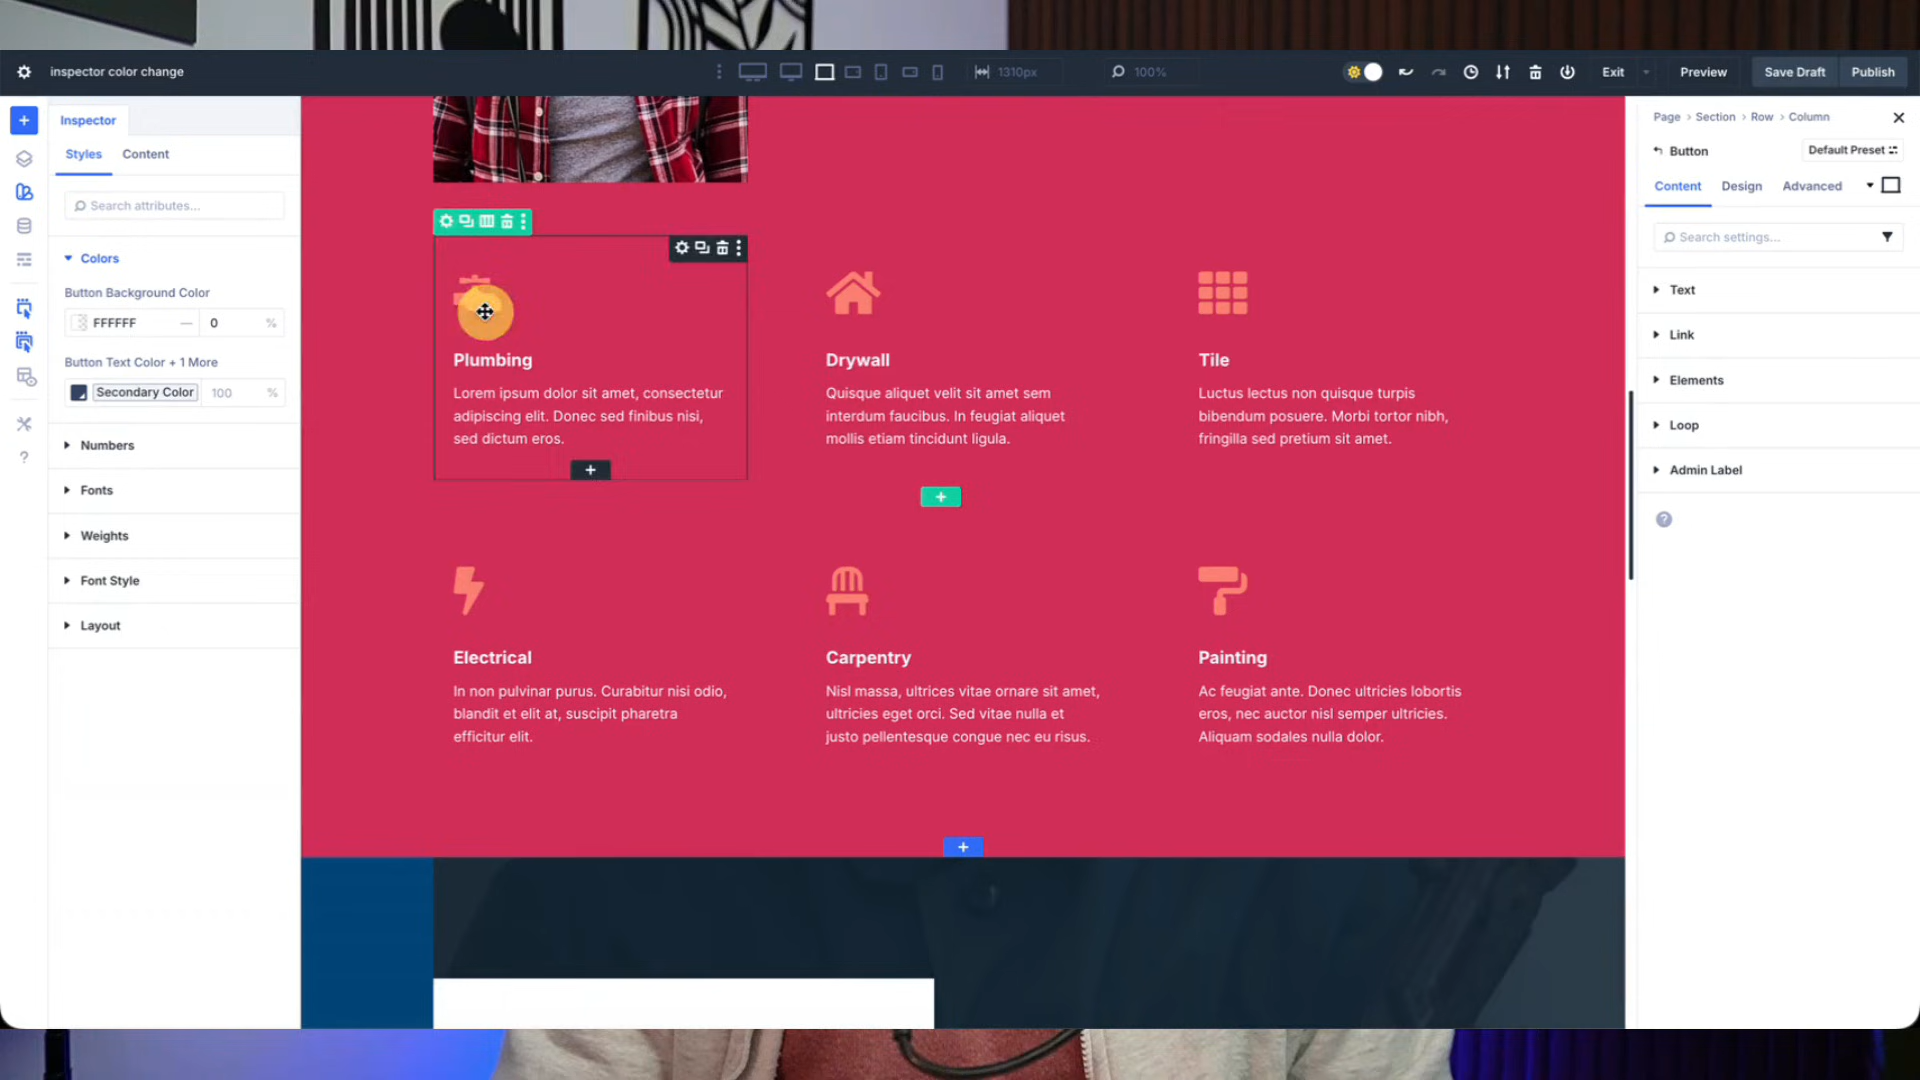 inspector color change
1310px
100%
Exit
Preview
Save Draft
Publish
Inspector
Styles
Content
Search attributes...
Colors
Button Background Color
FFFFFF
0
%
Button Text Color + 1 More
Secondary Color
100
%
Numbers
Fonts
Weights
Font Style
Layout
Plumbing
Lorem ipsum dolor sit amet, consectetur
adipiscing elit. Donec sed finibus nisi,
sed dictum eros.
Drywall
Quisque aliquet velit sit amet sem
interdum faucibus. In feugiat aliquet
mollis etiam tincidunt ligula.
Tile
Luctus lectus non quisque turpis
bibendum posuere. Morbi tortor nibh,
fringilla sed pretium sit amet.
Electrical
In non pulvinar purus. Curabitur nisi odio,
blandit et elit at, suscipit pharetra
efficitur elit.
Carpentry
Nisl massa, ultrices vitae ornare sit amet,
ultricies eget orci. Sed vitae nulla et
justo pellentesque congue nec eu risus.
Painting
Ac feugiat ante. Donec ultricies lobortis
eros, nec auctor nisl semper ultricies.
Aliquam sodales nulla dolor.
Page > Section > Row > Column
Button
Default Preset
Content
Design
Advanced
Search settings...
Text
Link
Elements
Loop
Admin Label